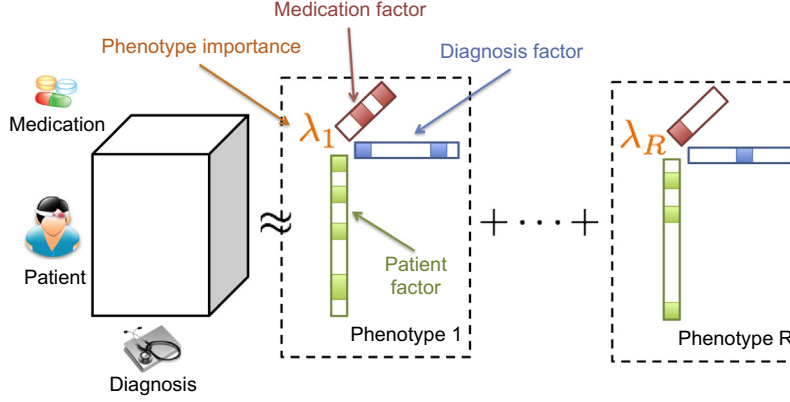 Medication factor
Phenotype importance
Diagnosis factor
Medication
λ1
λR
Patient
≈
+ ··· +
Patient
factor
Phenotype 1
Phenotype R
Diagnosis